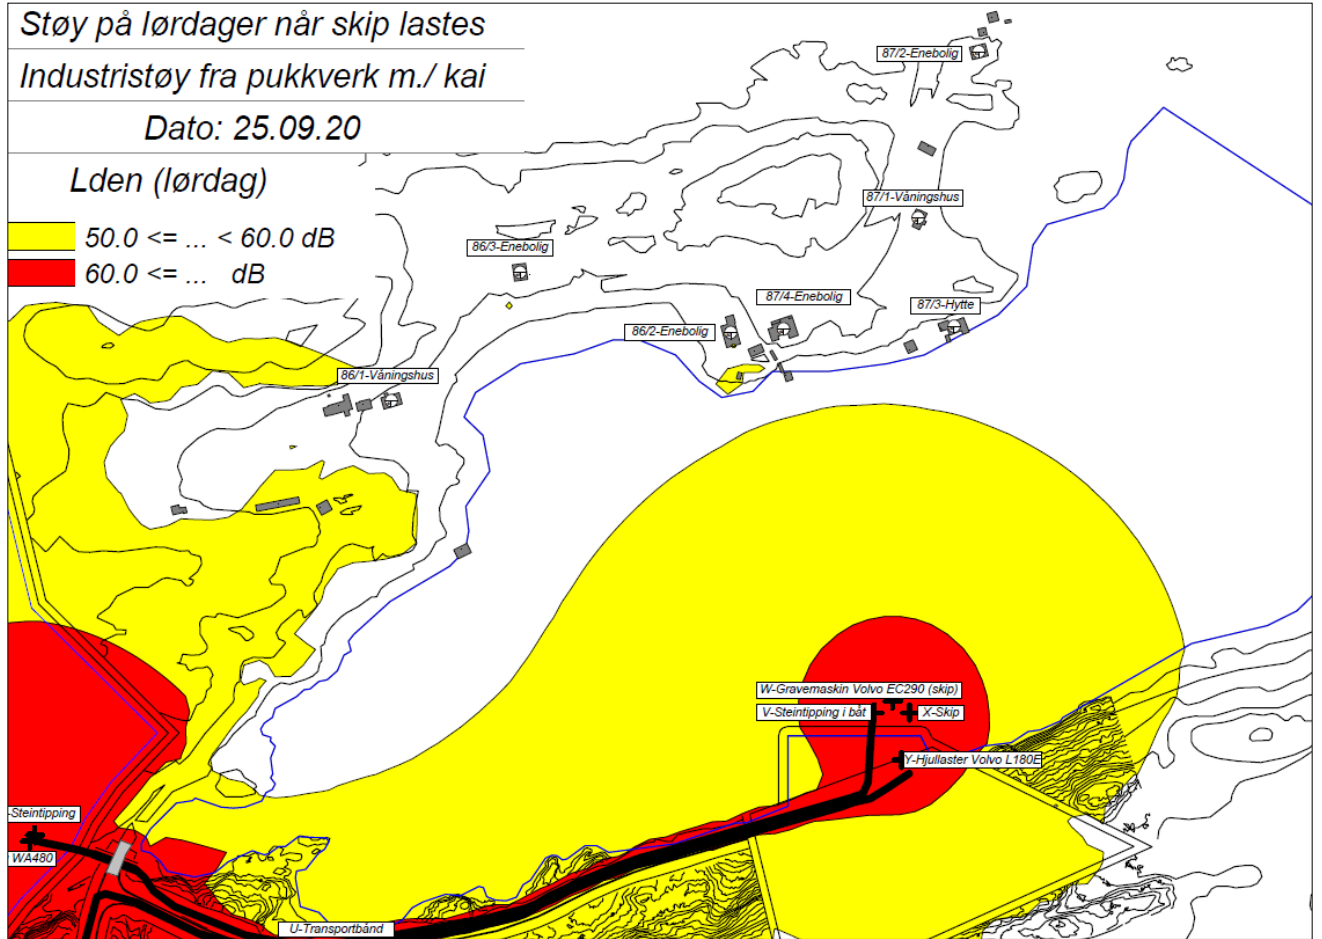 Støy på lørdager når skip lastes
Industristøy fra pukkverk m./ kai
Dato: 25.09.20
Lden (lørdag)
50.0 <= ... < 60.0 dB
60.0 <= ... dB
87/2-Enebolig
87/1-Våningshus
86/3-Enebolig
87/4-Enebolig
87/3-Hytte
86/2-Enebolig
86/1-Våningshus
W-Gravemaskin Volvo EC290 (skip)
V-Steintipping i båt
X-Skip
Y-Hjullaster Volvo L180E
-Steintipping
WA480
U-Transportbånd